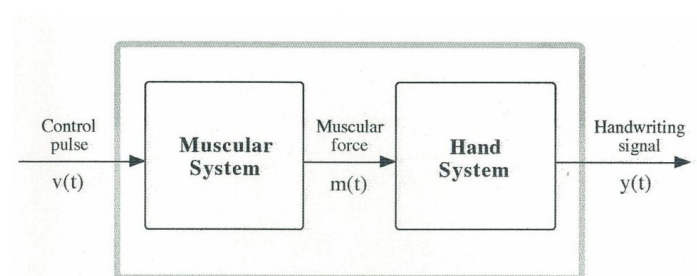 Control
pulse
v(t)
Muscular
System
Muscular
force
m(t)
Hand
System
Handwriting
signal
y(t)